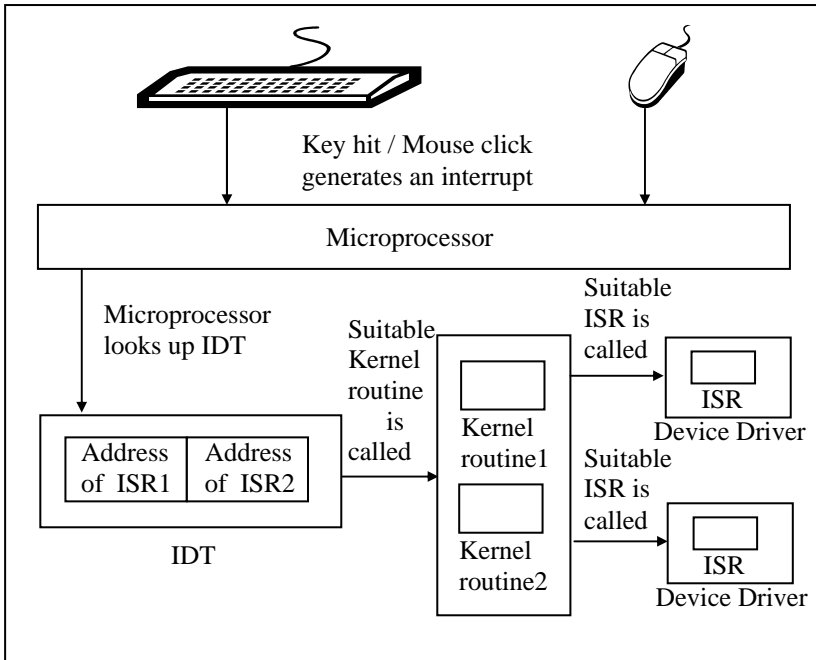 Key hit / Mouse click
generates an interrupt
Microprocessor
Microprocessor
looks up IDT
Suitable
Kernel
routine
is
called
Suitable
ISR is
called
Address
of ISR1
Address
of ISR2
IDT
Kernel
routine1
Kernel
routine2
ISR
Device Driver
Suitable
ISR is
called
ISR
Device Driver